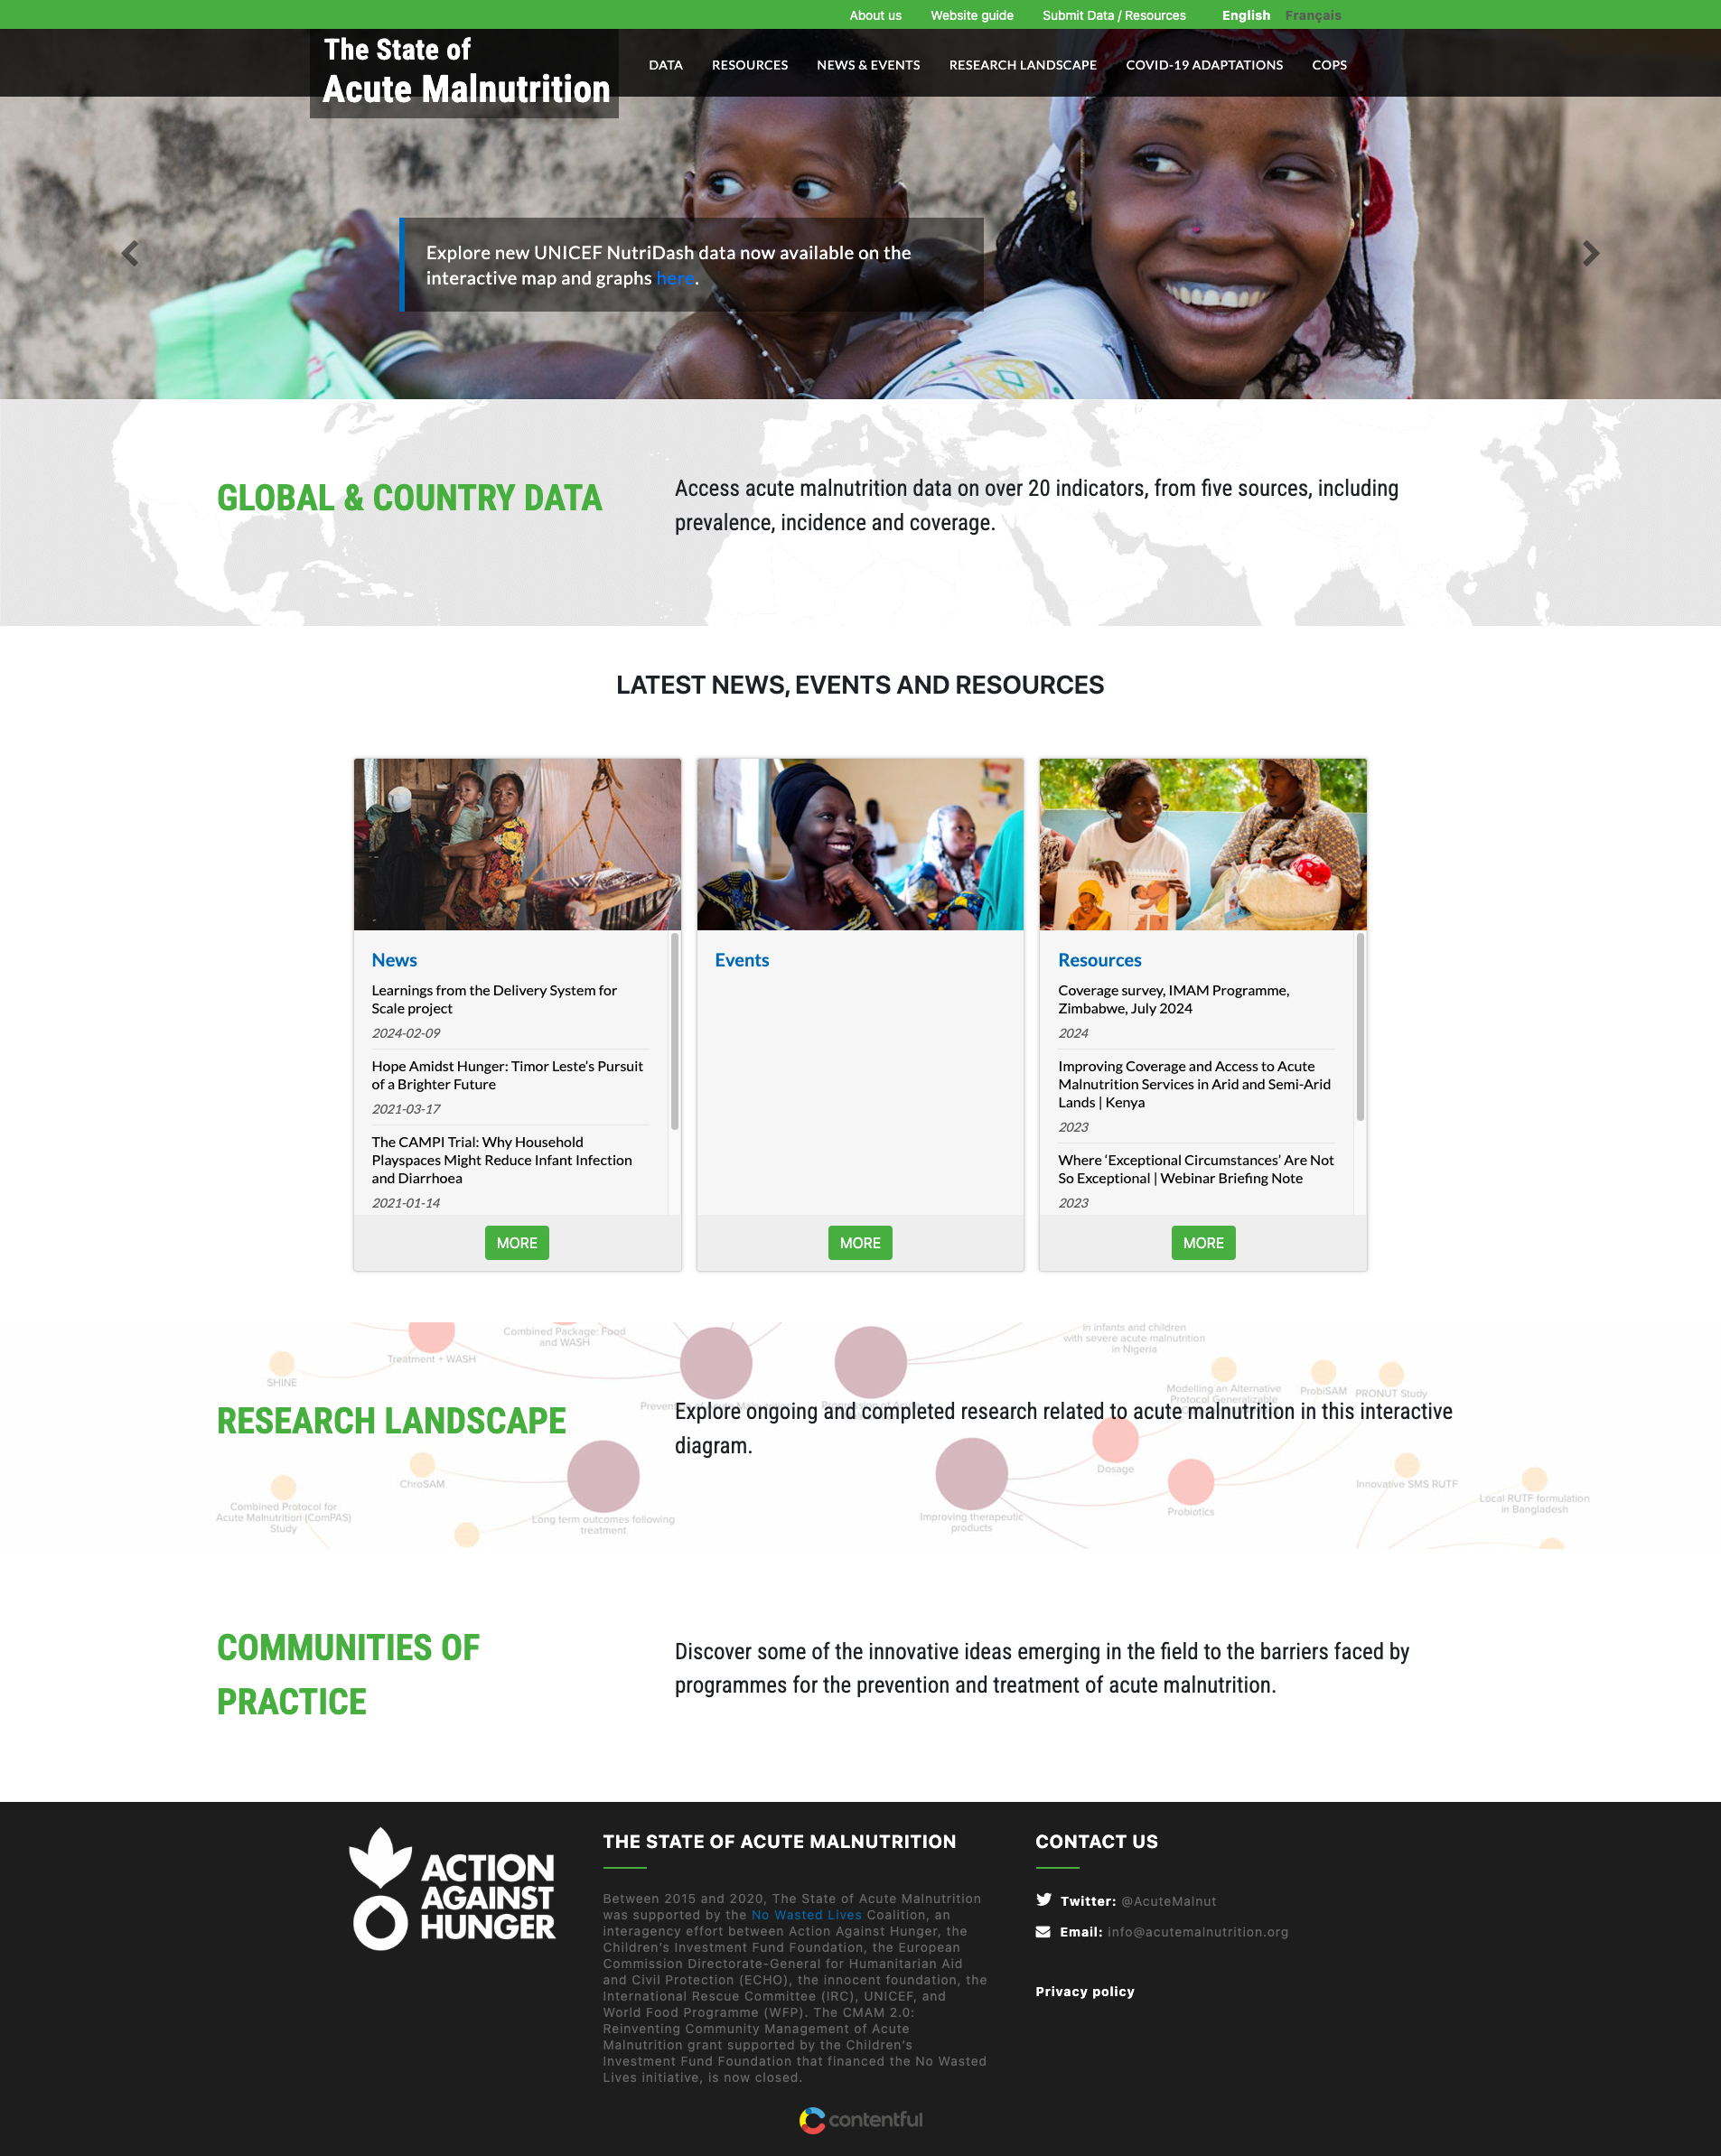 About us Website guide Submit Data / Resources English Français
The State of
Acute Malnutrition
DATA RESOURCES NEWS & EVENTS RESEARCH LANDSCAPE COVID-19 ADAPTATIONS COPS
Explore new UNICEF NutriDash data now available on the
interactive map and graphs here.
GLOBAL & COUNTRY DATA
Access acute malnutrition data on over 20 indicators, from five sources, including
prevalence, incidence and coverage.
LATEST NEWS, EVENTS AND RESOURCES
News
Learnings from the Delivery System for
Scale project
2024-02-09
Hope Amidst Hunger: Timor Leste's Pursuit
of a Brighter Future
2021-03-17
The CAMPI Trial: Why Household
Playspaces Might Reduce Infant Infection
and Diarrhoea
2021-01-14
MORE
Events
MORE
Resources
Coverage survey, IMAM Programme,
Zimbabwe, July 2024
2024
Improving Coverage and Access to Acute
Malnutrition Services in Arid and Semi-Arid
Lands | Kenya
2023
Where ‘Exceptional Circumstances’ Are Not
So Exceptional | Webinar Briefing Note
2023
MORE
Combined Package: Food
and WASH
Treatment + WASH
SHINE
in infants and children
with severe acute malnutrition
in Nigeria
Modelling an Alternative
Protocol Generalizable
ProbiSAM
PRONUT Study
RESEARCH LANDSCAPE
Explore ongoing and completed research related to acute malnutrition in this interactive
diagram.
ChroSAM
Combined Protocol for
Acute Malnutrition (ComPAS)
Study
Long term outcomes following
treatment
Improving therapeutic
products
Dosage
Probiotics
Innovative SMS RUTF
Local RUTF formulation
in Bangladesh
COMMUNITIES OF
PRACTICE
Discover some of the innovative ideas emerging in the field to the barriers faced by
programmes for the prevention and treatment of acute malnutrition.
ACTION
AGAINST
HUNGER
THE STATE OF ACUTE MALNUTRITION
Between 2015 and 2020, The State of Acute Malnutrition
was supported by the No Wasted Lives Coalition, an
interagency effort between Action Against Hunger, the
Children's Investment Fund Foundation, the European
Commission Directorate-General for Humanitarian Aid
and Civil Protection (ECHO), the innocent foundation, the
International Rescue Committee (IRC), UNICEF, and
World Food Programme (WFP). The CMAM 2.0:
Reinventing Community Management of Acute
Malnutrition grant supported by the Children's
Investment Fund Foundation that financed the No Wasted
Lives initiative, is now closed.
CONTACT US
Twitter: @AcuteMalnut
Email: info@acutemalnutrition.org
Privacy policy
contentful